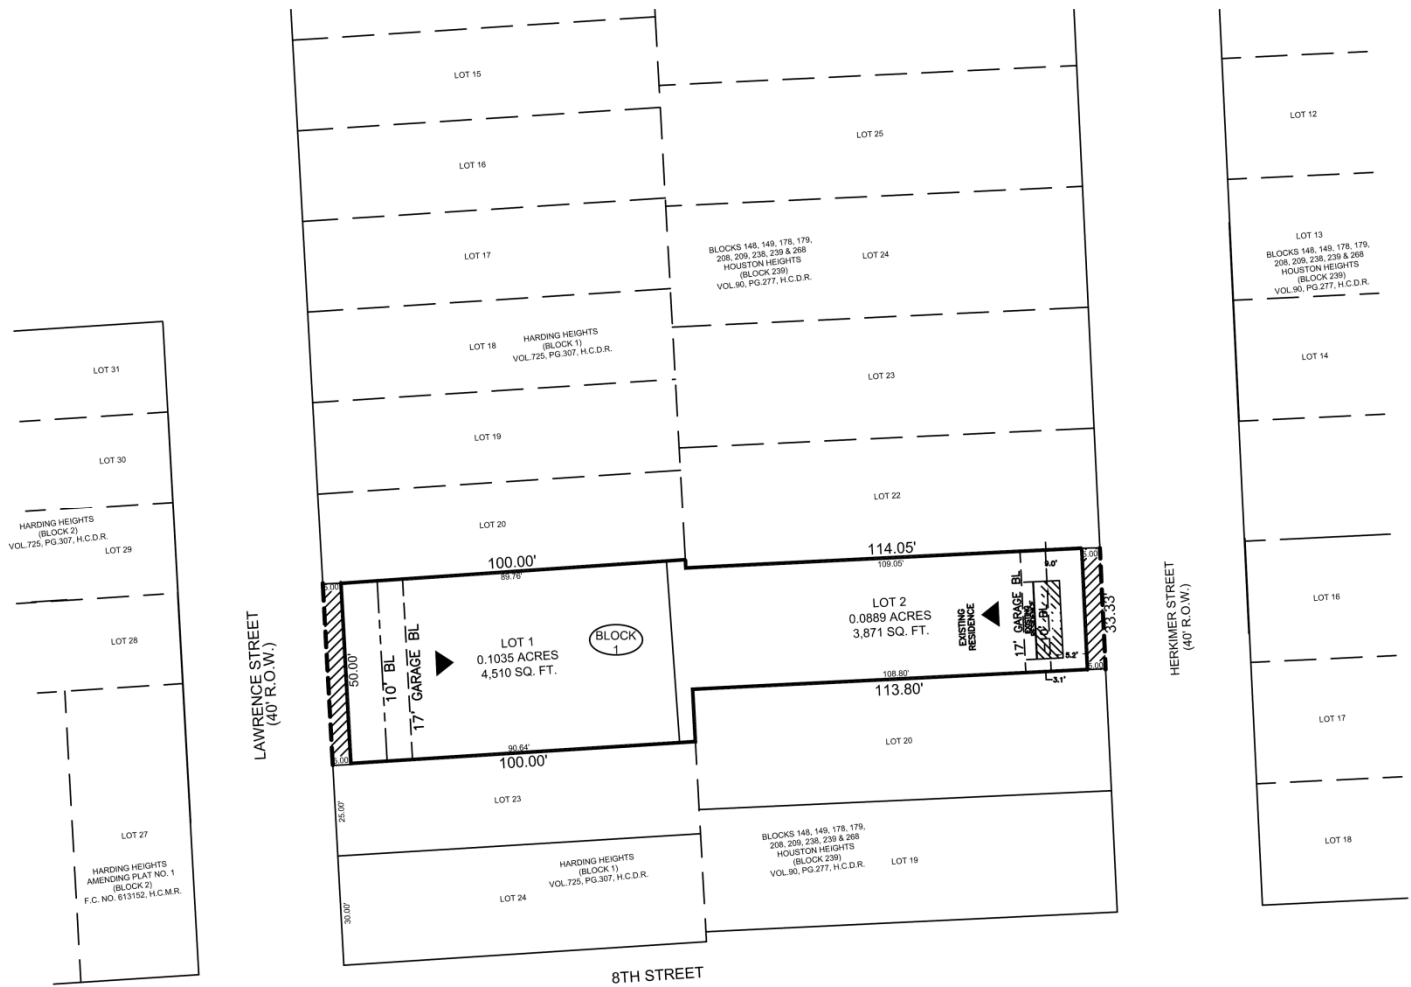 LOT 15
LOT 16
LOT 17
LOT 18
HARDING HEIGHTS
(BLOCK 1)
VOL.725, PG.307, H.C.D.R.
LOT 19
LOT 20
LOT 25
BLOCKS 148, 149, 178, 179,
208, 209, 238, 239 & 268
HOUSTON HEIGHTS
(BLOCK 239)
VOL.90, PG.277, H.C.D.R.
LOT 24
LOT 23
LOT 22
LOT 12
LOT 13
BLOCKS 148, 149, 178, 179,
208, 209, 238, 239 & 268
HOUSTON HEIGHTS
(BLOCK 239)
VOL.90, PG.277, H.C.D.R.
LOT 14
LOT 16
LOT 17
LOT 18
LOT 31
LOT 30
HARDING HEIGHTS
(BLOCK 2)
VOL.725, PG.307, H.C.D.R.
LOT 29
LOT 28
LOT 27
HARDING HEIGHTS
AMENDING PLAT NO. 1
(BLOCK 2)
F.C. NO. 613152, H.C.M.R.
LAWRENCE STREET
(40' R.O.W.)
5.00'
100.00'
89.76'
50.00'
10' BL
17' GARAGE BL
LOT 1
0.1035 ACRES
4,510 SQ. FT.
BLOCK
1
90.64'
100.00'
5.00'
114.05'
109.05'
5.00'
LOT 2
0.0889 ACRES
3,871 SQ. FT.
EXISTING
RESIDENCE
17' GARAGE BL
10' BL
9.0'
5.2'
3.1'
33.33'
5.00'
108.80'
113.80'
HERKIMER STREET
(40' R.O.W.)
25.00'
LOT 23
30.00'
LOT 24
HARDING HEIGHTS
(BLOCK 1)
VOL.725, PG.307, H.C.D.R.
LOT 20
BLOCKS 148, 149, 178, 179,
208, 209, 238, 239 & 268
HOUSTON HEIGHTS
(BLOCK 239)
VOL.90, PG.277, H.C.D.R.
LOT 19
8TH STREET